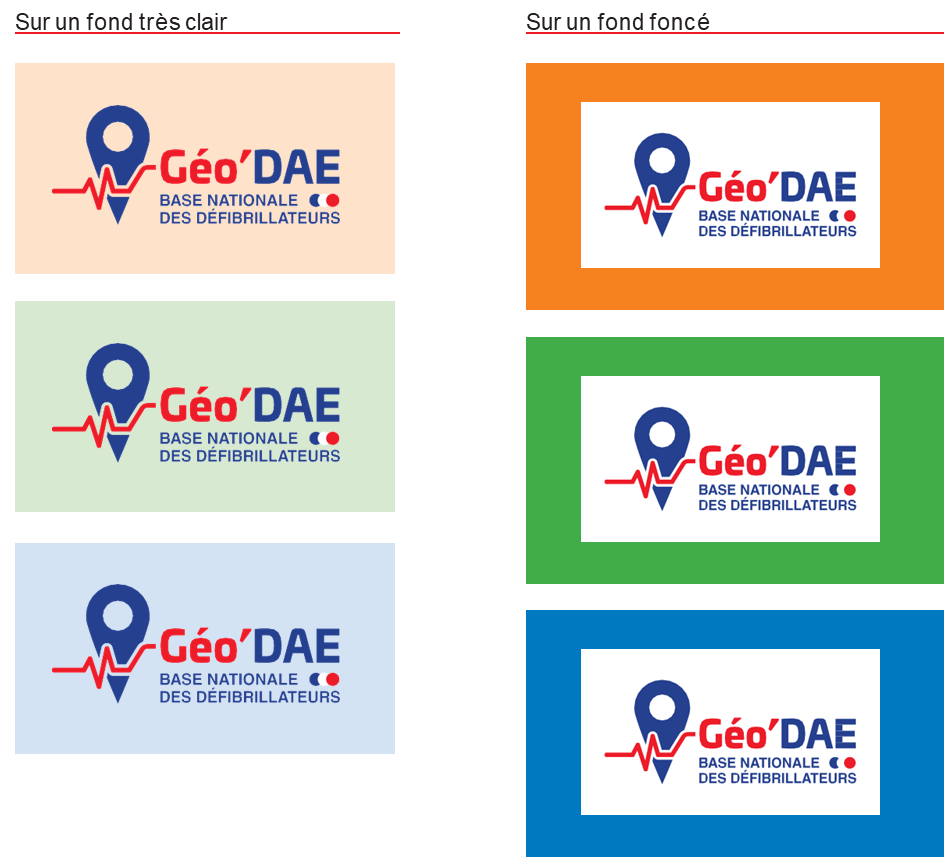 Sur un fond très clair
Géo'DAE
BASE NATIONALE
DES DÉFIBRILLATEURS
Géo'DAE
BASE NATIONALE
DES DÉFIBRILLATEURS
Géo'DAE
BASE NATIONALE
DES DÉFIBRILLATEURS
Sur un fond foncé
Géo'DAE
BASE NATIONALE
DES DÉFIBRILLATEURS
Géo'DAE
BASE NATIONALE
DES DÉFIBRILLATEURS
Géo'DAE
BASE NATIONALE
DES DÉFIBRILLATEURS